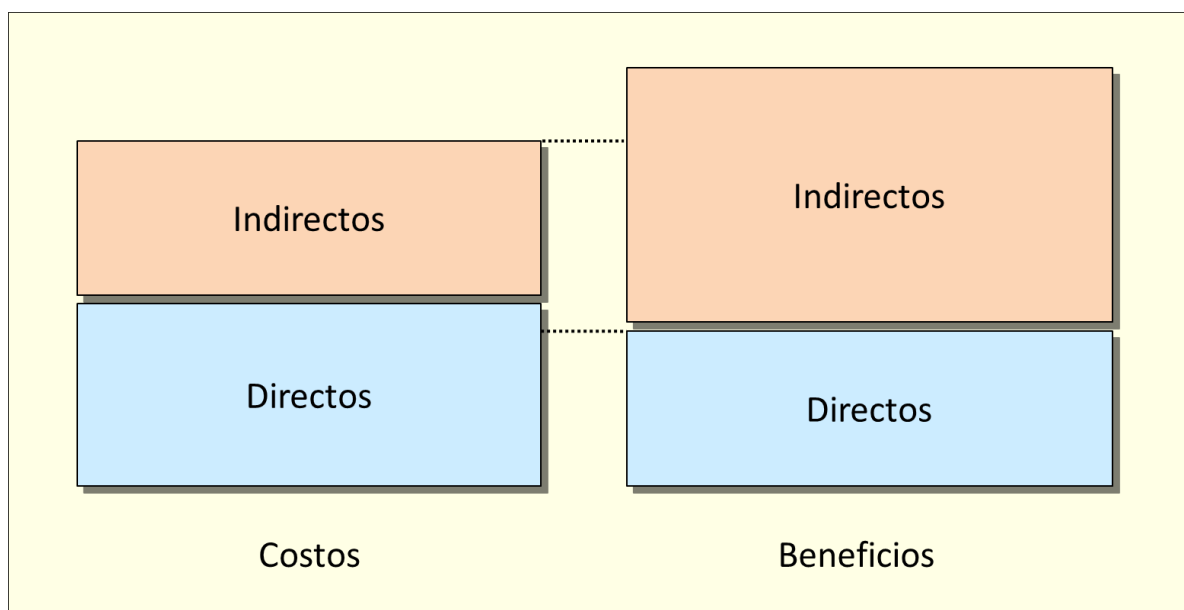 Indirectos
Indirectos
Directos
Directos
Costos
Beneficios